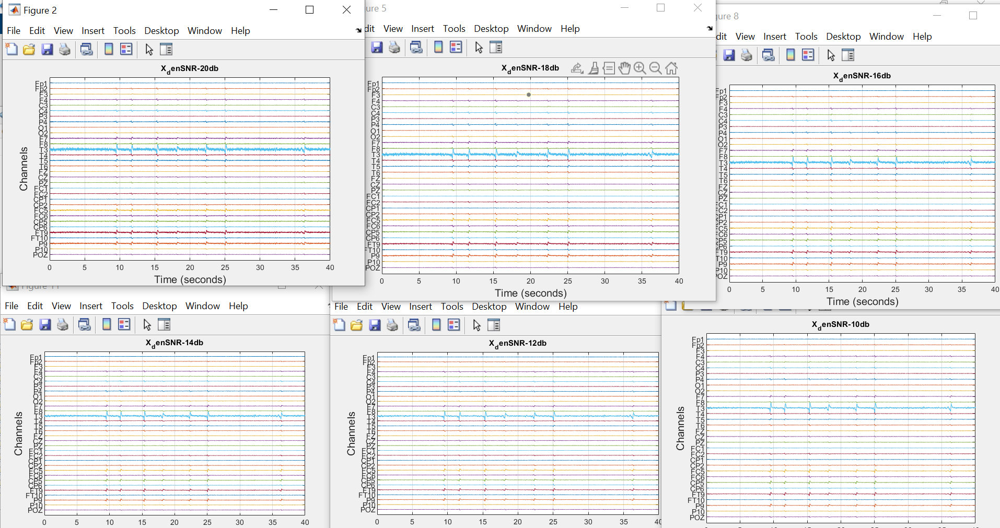 Figure 2
File Edit View Insert Tools Desktop Window Help
X_denSNR-20db
Channels
Fp1
Fp2
F3
F4
C3
C4
P3
P4
O1
O2
F7
F8
T3
T4
T5
T6
FZ
CZ
PZ
FC1
FC2
CP1
CP2
FC5
FC6
CP5
CP6
FT9
FT10
P9
P10
POZ
0 5 10 15 20 25 30 35 40
Time (seconds)
ure 5
dit View Insert Tools Desktop Window Help
X_denSNR-18db
Fp1
Fp2
F3
F4
C3
C4
P3
P4
O1
O2
F7
F8
T3
T4
T5
T6
FZ
CZ
PZ
FC1
FC2
CP1
CP2
FC5
FC6
CP5
CP6
FT9
FT10
P9
P10
POZ
0 5 10 15 20 25 30 35 40
Time (seconds)
ure 8
dit View Insert Tools Desktop Window Help
X_denSNR-16db
Fp1
Fp2
F3
F4
C3
C4
P3
P4
O1
O2
F7
F8
T3
T4
T5
T6
FZ
CZ
PZ
FC1
FC2
CP1
CP2
FC5
FC6
CP5
CP6
FT9
T10
P9
P10
POZ
0 5 10 15 20 25 30 35 40
Time (seconds)
Figure 11
File Edit View Insert Tools Desktop Window Help
X_denSNR-14db
Channels
Fp1
Fp2
F3
F4
C3
C4
P3
P4
O1
O2
F7
F8
T3
T4
T5
T6
FZ
CZ
PZ
FC1
FC2
CP1
CP2
FC5
FC6
CP5
CP6
FT9
FT10
P9
P10
POZ
0 5 10 15 20 25 30 35 40
File Edit View Insert Tools Desktop Window Help
X_denSNR-12db
Channels
Fp1
Fp2
F3
F4
C3
C4
P3
P4
O1
O2
F7
F8
T3
T4
T5
T6
FZ
CZ
PZ
FC1
FC2
CP1
CP2
FC5
FC6
CP5
CP6
FT9
FT10
P9
P10
POZ
0 5 10 15 20 25 30 35 40
X_denSNR-10db
Channels
Fp1
Fp2
F3
F4
C3
C4
P3
P4
O1
O2
F7
F8
T3
T4
T5
T6
FZ
CZ
PZ
FC1
FC2
CP1
CP2
FC5
FC6
CP5
CP6
FT9
FT10
P9
P10
POZ